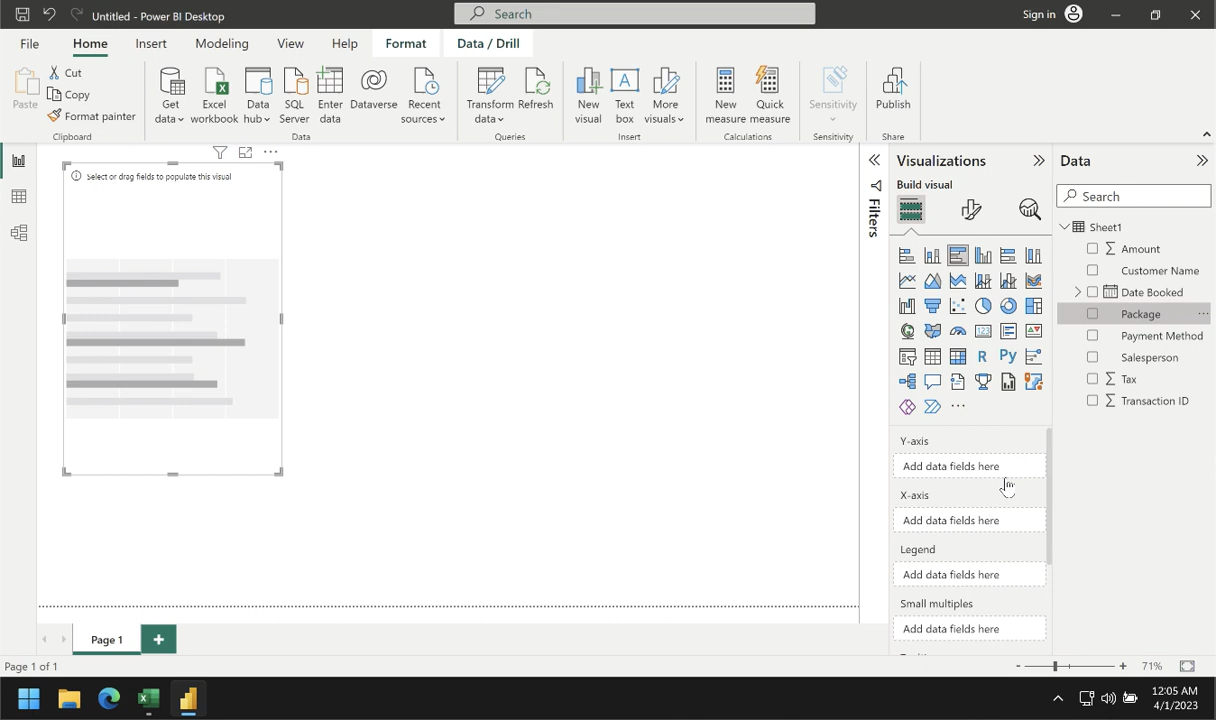 Untitled - Power BI Desktop
Search
Sign in
File
Home
Insert
Modeling
View
Help
Format
Data / Drill
Paste
Cut
Copy
Format painter
Clipboard
Get
data
Excel
workbook
Data
hub
SQL
Server
Enter
data
Dataverse
Recent
sources
Data
Transform
data
Refresh
Queries
New
visual
Text
box
More
visuals
Insert
New
measure
Quick
measure
Calculations
Sensitivity
Sensitivity
Publish
Share
Select or drag fields to populate this visual
Filters
Visualizations
Build visual
123
R
Py
Y-axis
Add data fields here
X-axis
Add data fields here
Legend
Add data fields here
Small multiples
Add data fields here
Data
Search
Sheet1
Amount
Customer Name
Date Booked
Package
Payment Method
Salesperson
Tax
Transaction ID
Page 1
Page 1 of 1
71%
12:05 AM
4/1/2023